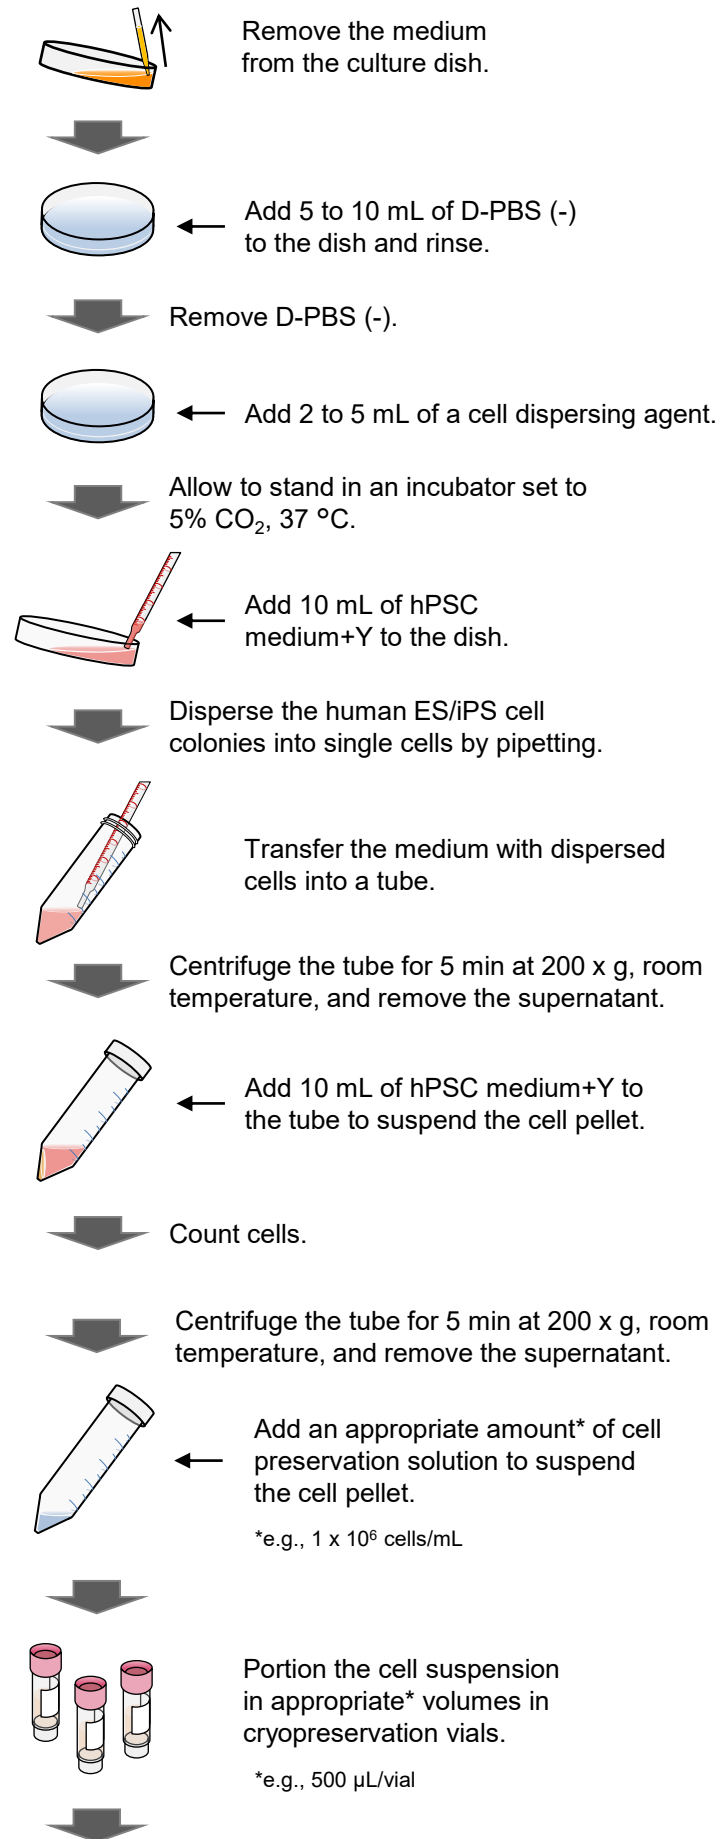 Remove the medium
from the culture dish.
Add 5 to 10 mL of D-PBS (-)
to the dish and rinse.
Remove D-PBS (-).
Add 2 to 5 mL of a cell dispersing agent.
Allow to stand in an incubator set to
5% CO₂, 37 °C.
Add 10 mL of hPSC
medium+Y to the dish.
Disperse the human ES/iPS cell
colonies into single cells by pipetting.
Transfer the medium with dispersed
cells into a tube.
Centrifuge the tube for 5 min at 200 x g, room
temperature, and remove the supernatant.
Add 10 mL of hPSC medium+Y to
the tube to suspend the cell pellet.
Count cells.
Centrifuge the tube for 5 min at 200 x g, room
temperature, and remove the supernatant.
Add an appropriate amount* of cell
preservation solution to suspend
the cell pellet.
*e.g., 1 x 10⁶ cells/mL
Portion the cell suspension
in appropriate* volumes in
cryopreservation vials.
*e.g., 500 µL/vial